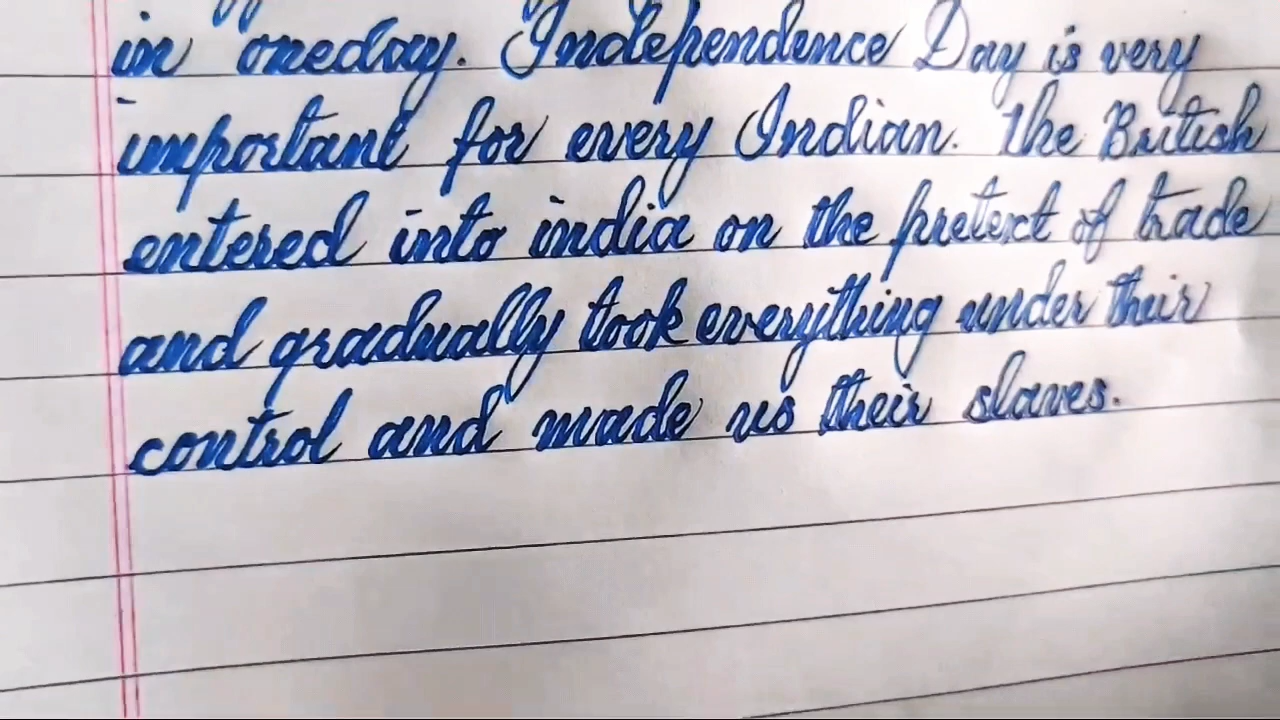 in oneday. Independence Day is very
important for every Indian. The British
entered into india on the pretext of trade
and gradually took everything under their
control and made us their slaves.